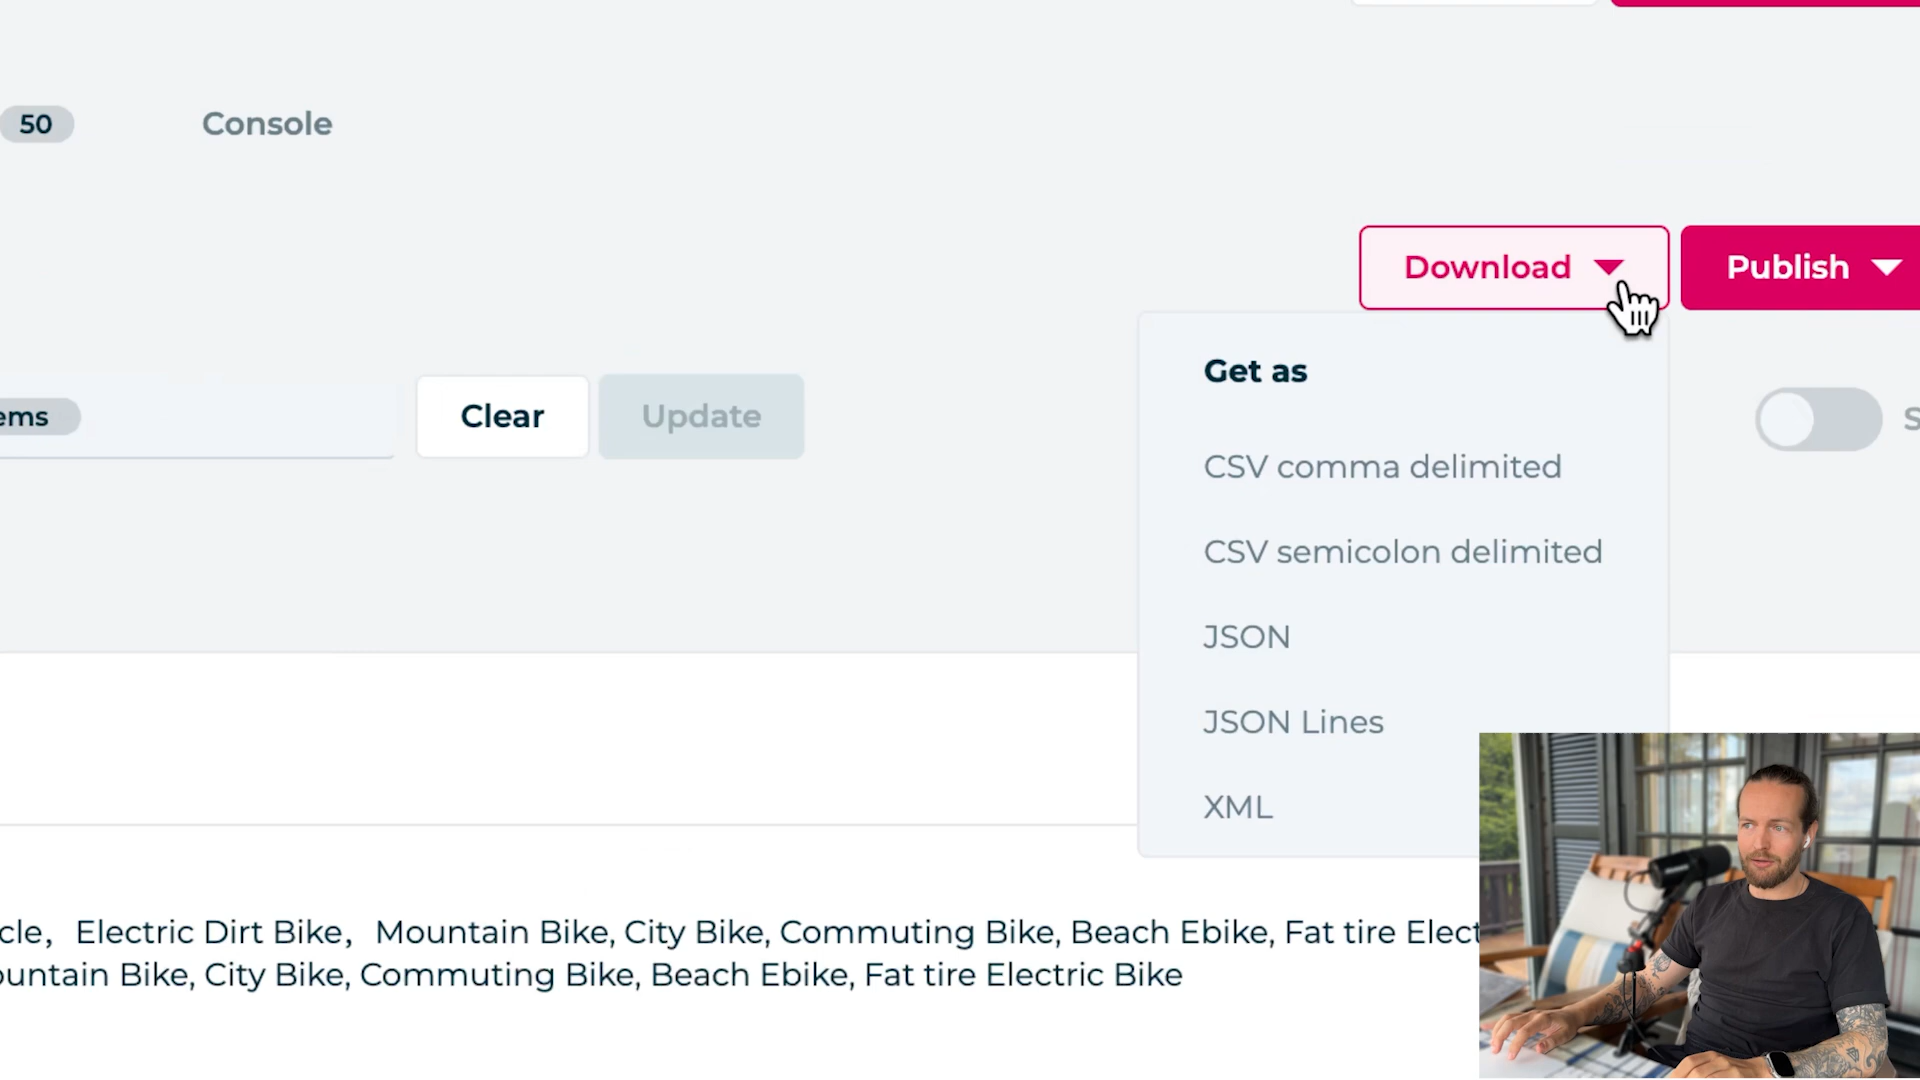 50
Console
Download
Publish
ems
Clear
Update
S
Get as
CSV comma delimited
CSV semicolon delimited
JSON
JSON Lines
XML
cle, Electric Dirt Bike, Mountain Bike, City Bike, Commuting Bike, Beach Ebike, Fat tire Elect
ountain Bike, City Bike, Commuting Bike, Beach Ebike, Fat tire Electric Bike